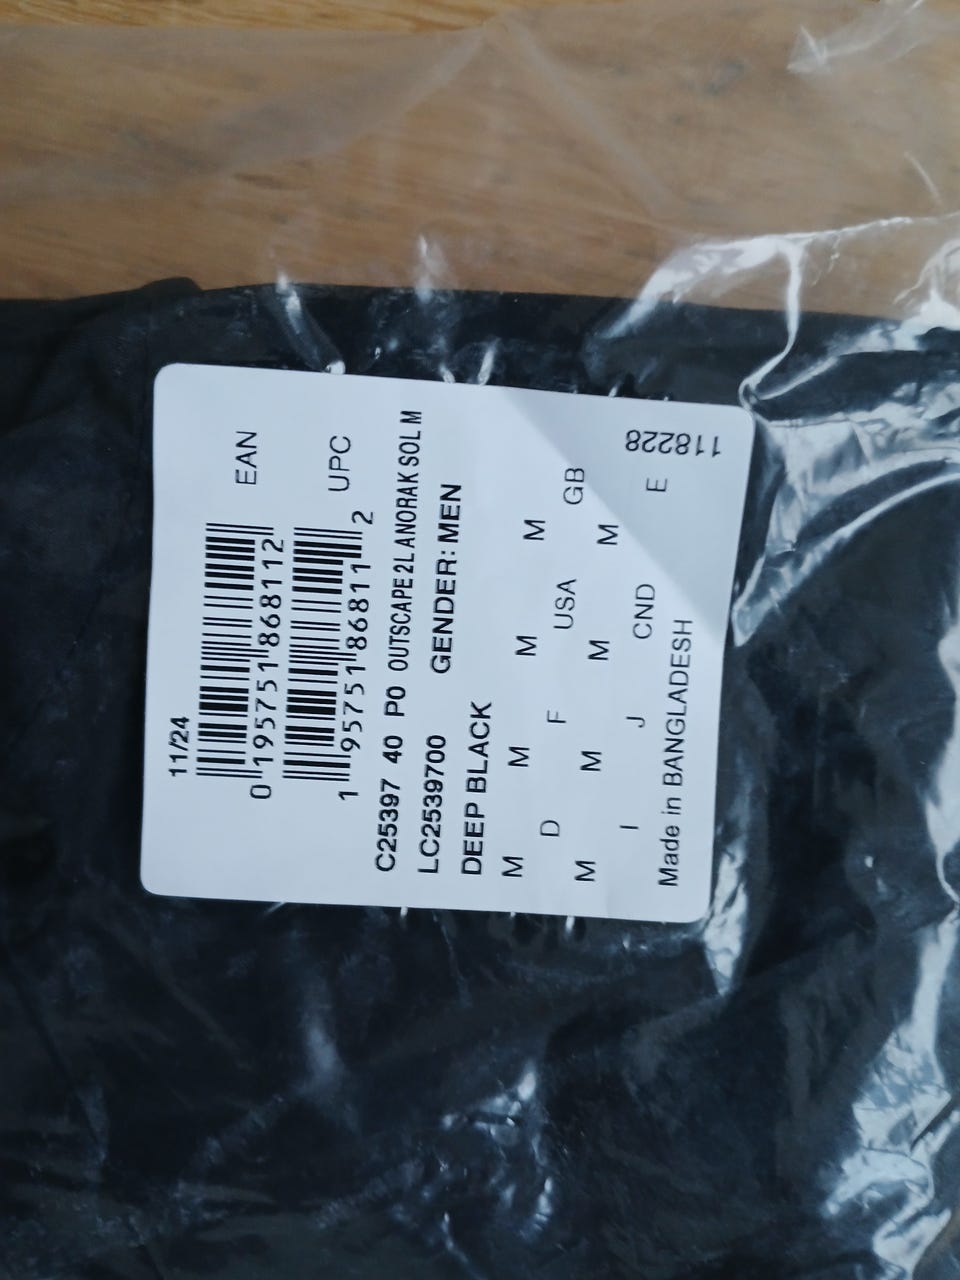 11/24
0 195751 868112 EAN
1 95751 86811 2 UPC
C25397 40 P0 OUTSCAPE 2L ANORAK SOL M
LC2539700 GENDER: MEN
DEEP BLACK
M M M M
D F USA GB
M M M M
I J CND E
Made in BANGLADESH
118228